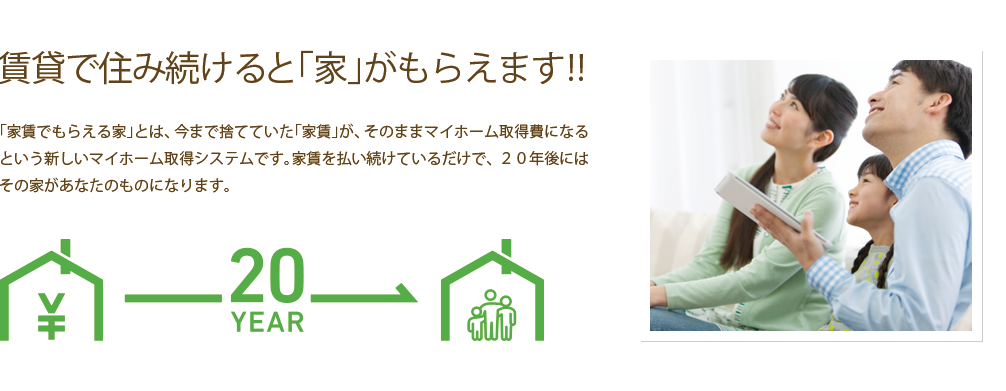 賃貸で住み続けると「家」がもらえます!!
「家賃でもらえる家」とは、今まで捨てていた「家賃」が、そのままマイホーム取得費になる
という新しいマイホーム取得システムです。家賃を払い続けているだけで、２０年後には
その家があなたのものになります。
¥
20
YEAR